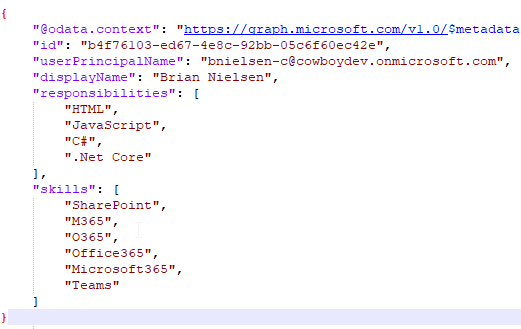 {
"@odata.context": "https://graph.microsoft.com/v1.0/$metadata
"id": "b4f76103-ed67-4e8c-92bb-05c6f60ec42e",
"userPrincipalName": "bnielsen-c@cowboydev.onmicrosoft.com",
"displayName": "Brian Nielsen",
"responsibilities": [
"HTML",
"JavaScript",
"C#",
".Net Core"
],
"skills": [
"SharePoint",
"M365",
"O365",
"Office365",
"Microsoft365",
"Teams"
]
}